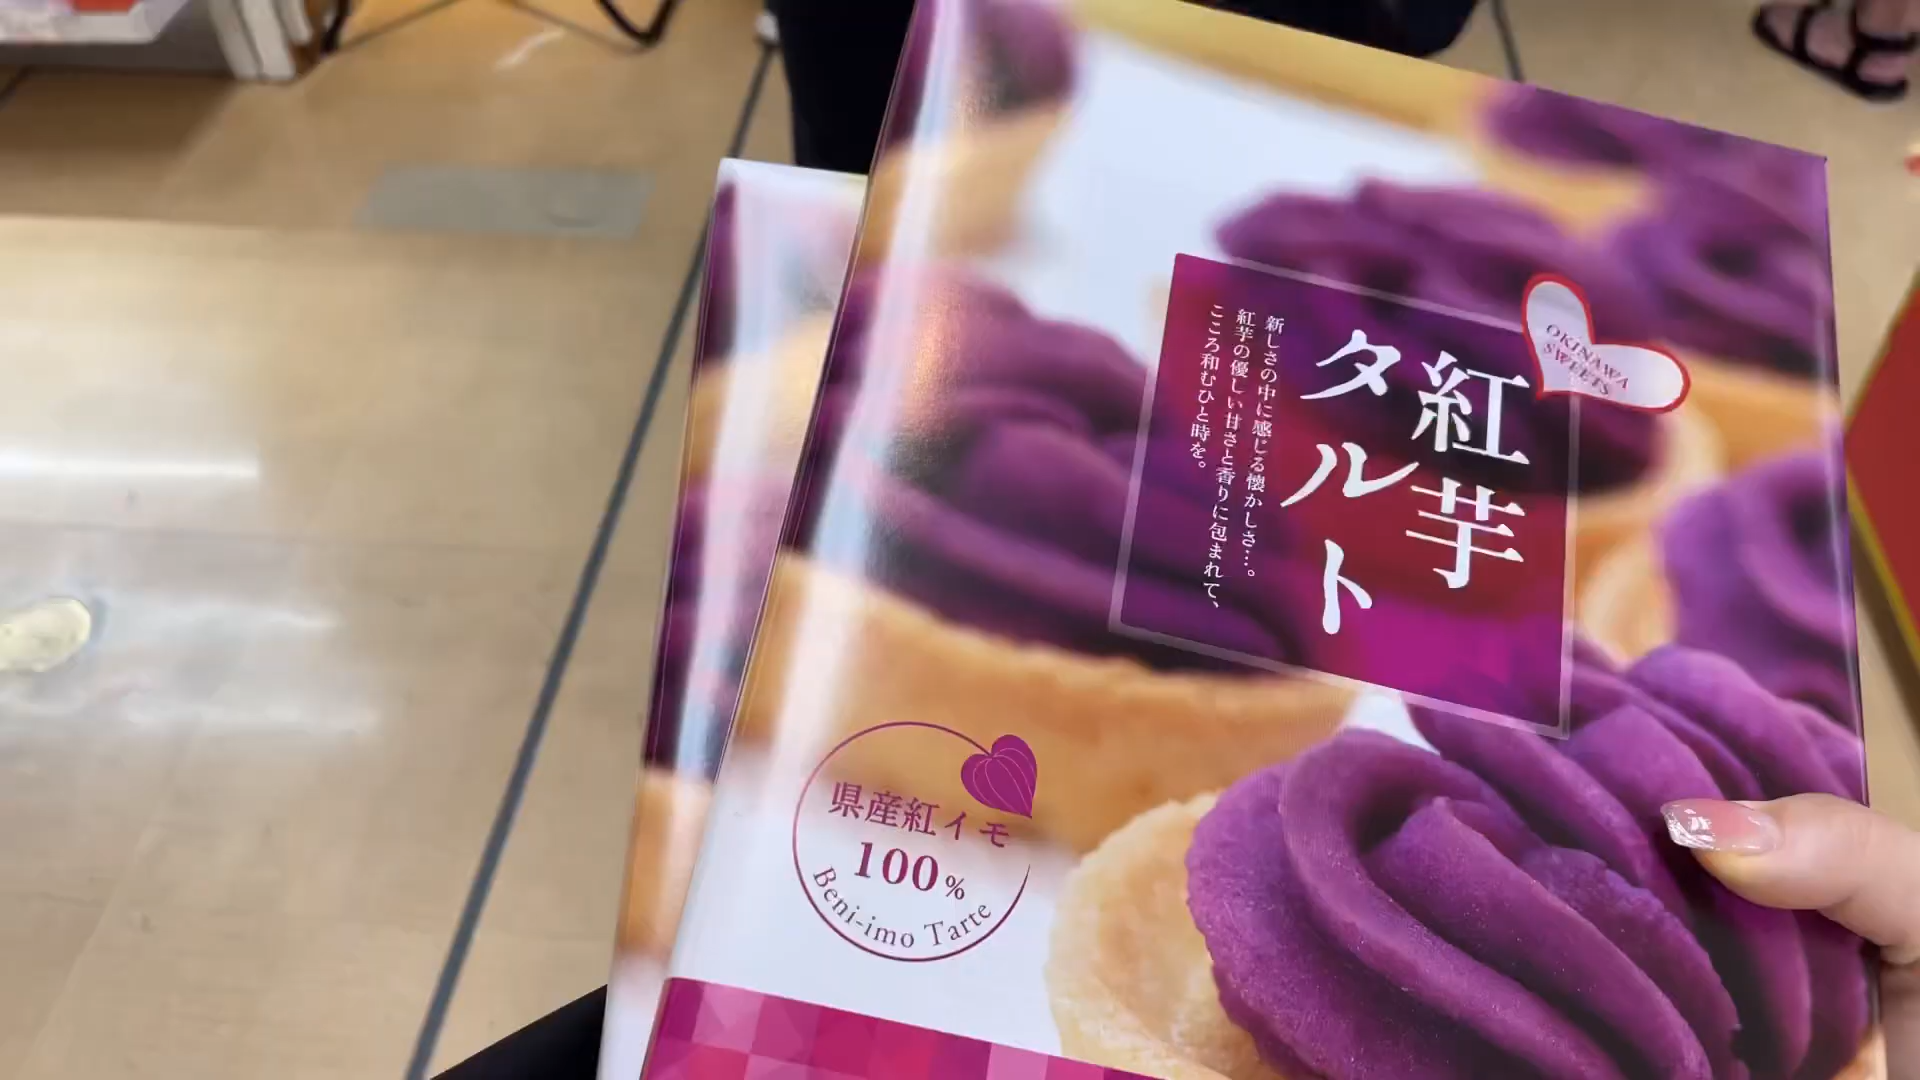 紅芋
タルト
OKINAWA
SWEETS
新しさの中に感じる懐かしさ…。
紅芋の優しい甘さと香りに包まれて、
こころ和むひと時を。
県産紅イモ
100%
Beni-imo Tarte